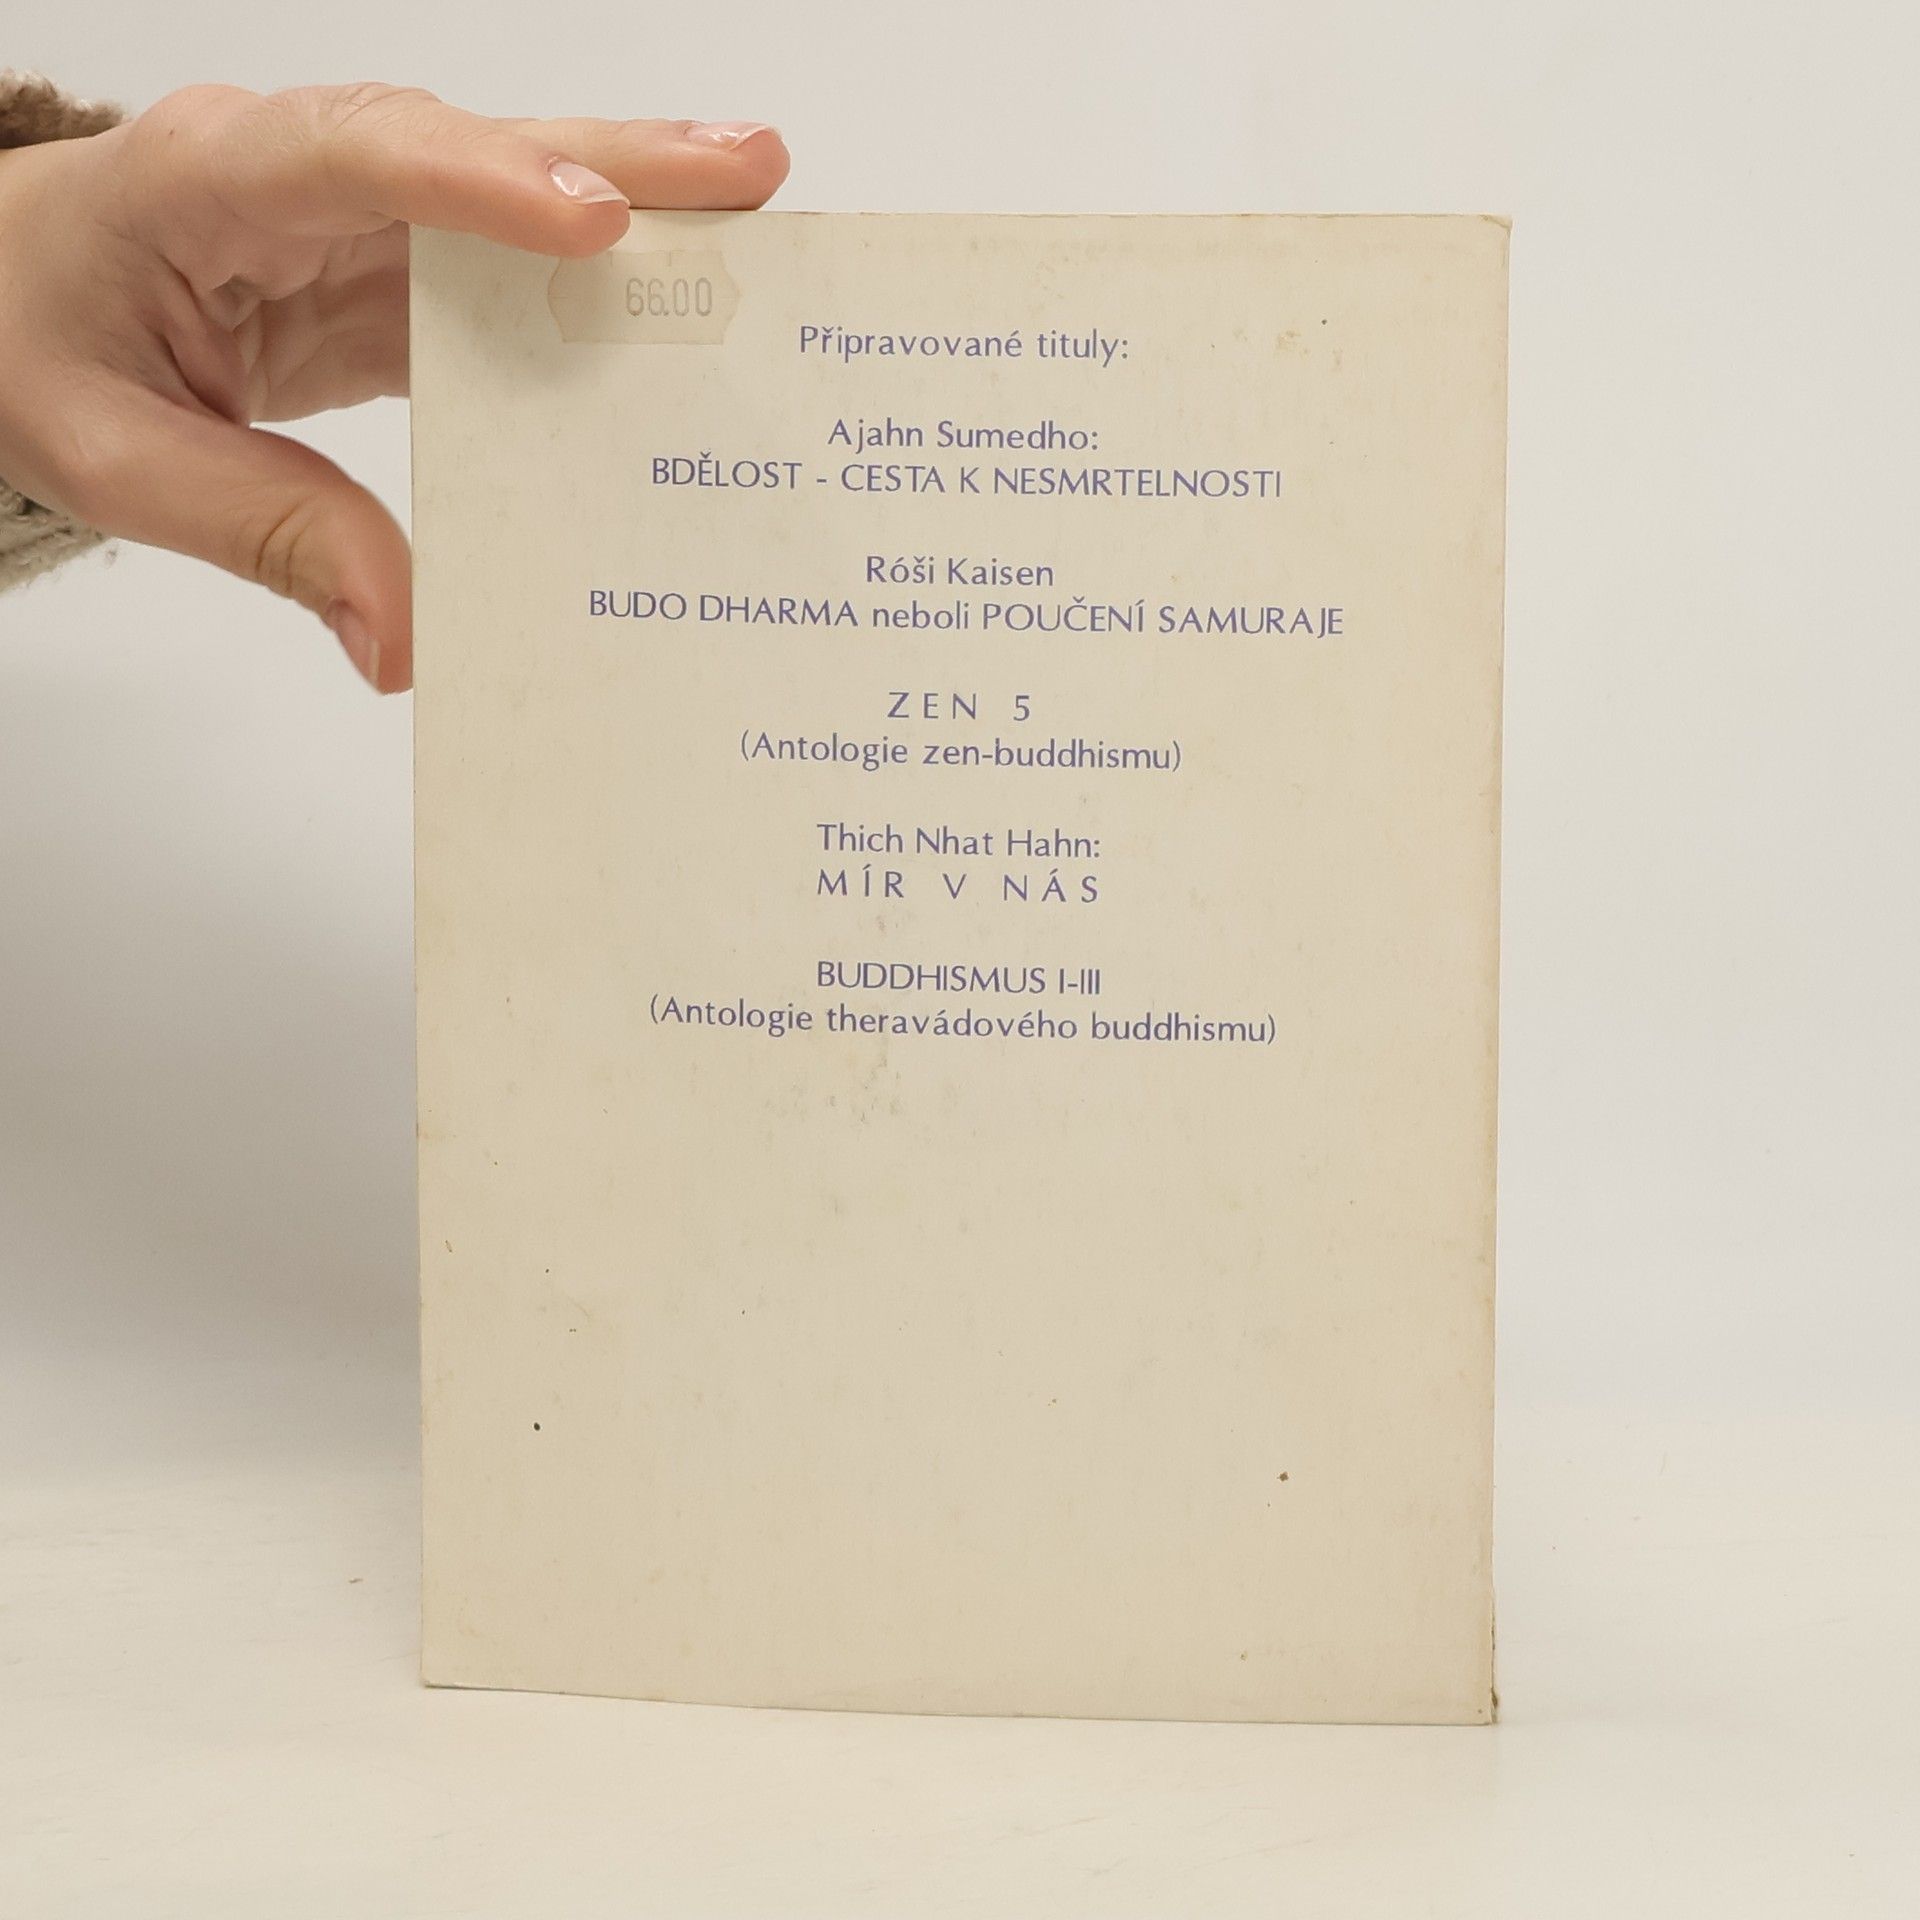 66.00
Připravované tituly:
Ajahn Sumedho:
BDĚLOST - CESTA K NESMRTELNOSTI
Róši Kaisen
BUDO DHARMA neboli POUČENÍ SAMURAJE
ZEN 5
(Antologie zen-buddhismu)
Thich Nhat Hahn:
MÍR V NÁS
BUDDHISMUS I-III
(Antologie theravádového buddhismu)